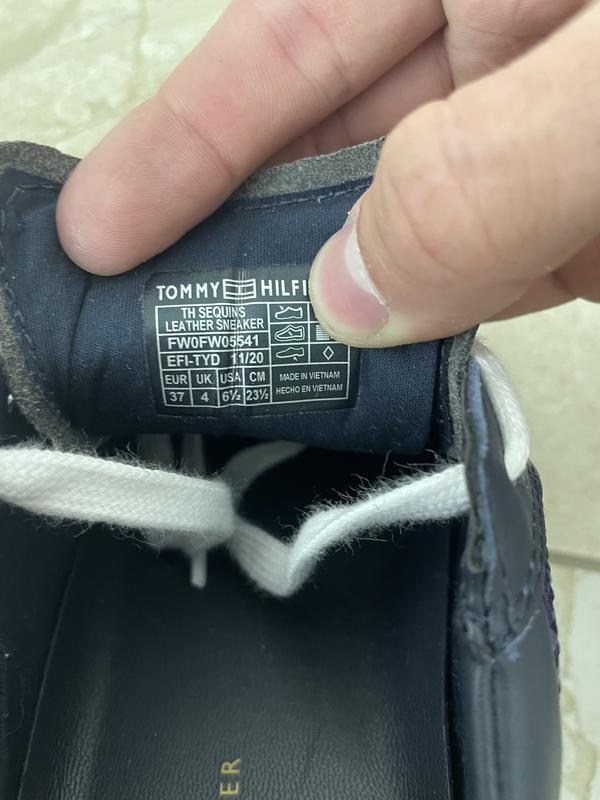 TOMMY HILFI
TH SEQUINS
LEATHER SNEAKER
FW0FW05541
EFI-TYD 11/20
EUR UK USA CM
37 4 6½ 23½
MADE IN VIETNAM
HECHO EN VIETNAM
ER